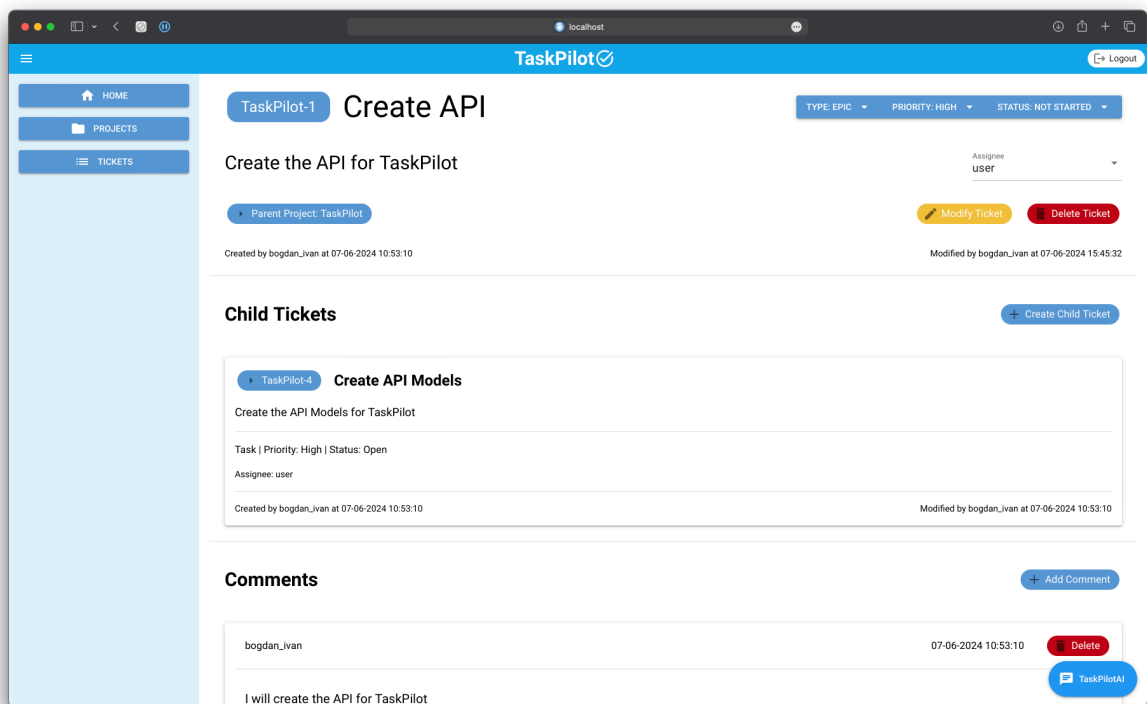 localhost
TaskPilot
Logout
HOME
PROJECTS
TICKETS
TaskPilot-1 Create API
TYPE: EPIC PRIORITY: HIGH STATUS: NOT STARTED
Create the API for TaskPilot
Assignee
user
Parent Project: TaskPilot
Modify Ticket Delete Ticket
Created by bogdan_ivan at 07-06-2024 10:53:10
Modified by bogdan_ivan at 07-06-2024 15:45:32
Child Tickets
+ Create Child Ticket
TaskPilot-4 Create API Models
Create the API Models for TaskPilot
Task | Priority: High | Status: Open
Assignee: user
Created by bogdan_ivan at 07-06-2024 10:53:10
Modified by bogdan_ivan at 07-06-2024 10:53:10
Comments
+ Add Comment
bogdan_ivan
07-06-2024 10:53:10
Delete
I will create the API for TaskPilot
TaskPilotAI